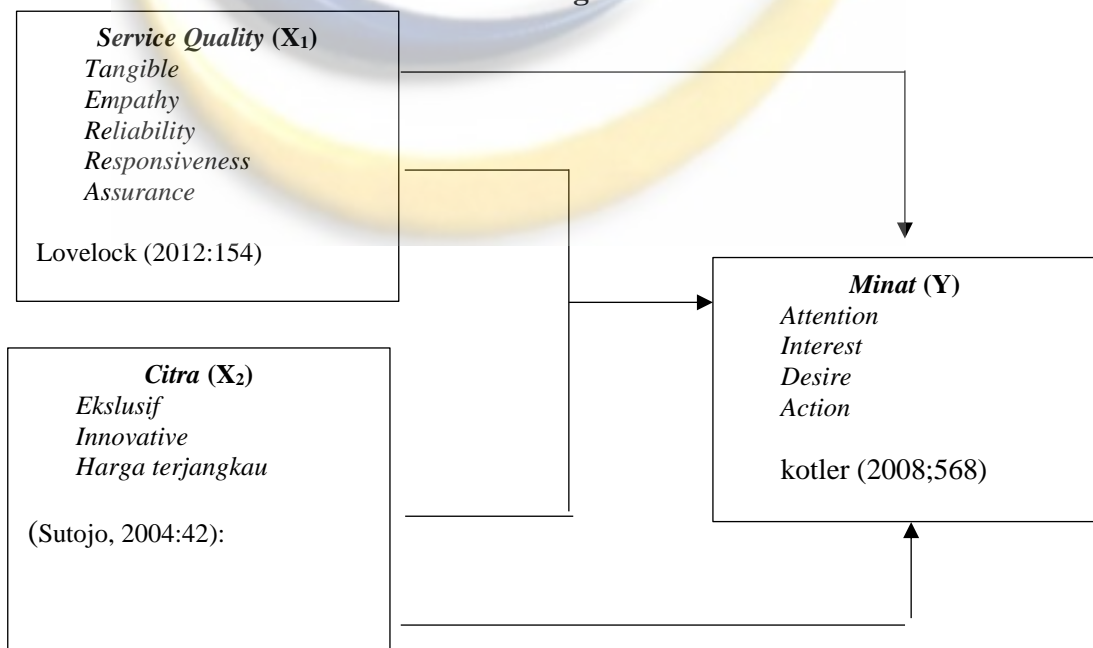 Service Quality (X₁)
Tangible
Empathy
Reliability
Responsiveness
Assurance
Lovelock (2012:154)
Citra (X₂)
Ekslusif
Innovative
Harga terjangkau
(Sutojo, 2004:42):
Minat (Y)
Attention
Interest
Desire
Action
kotler (2008;568)